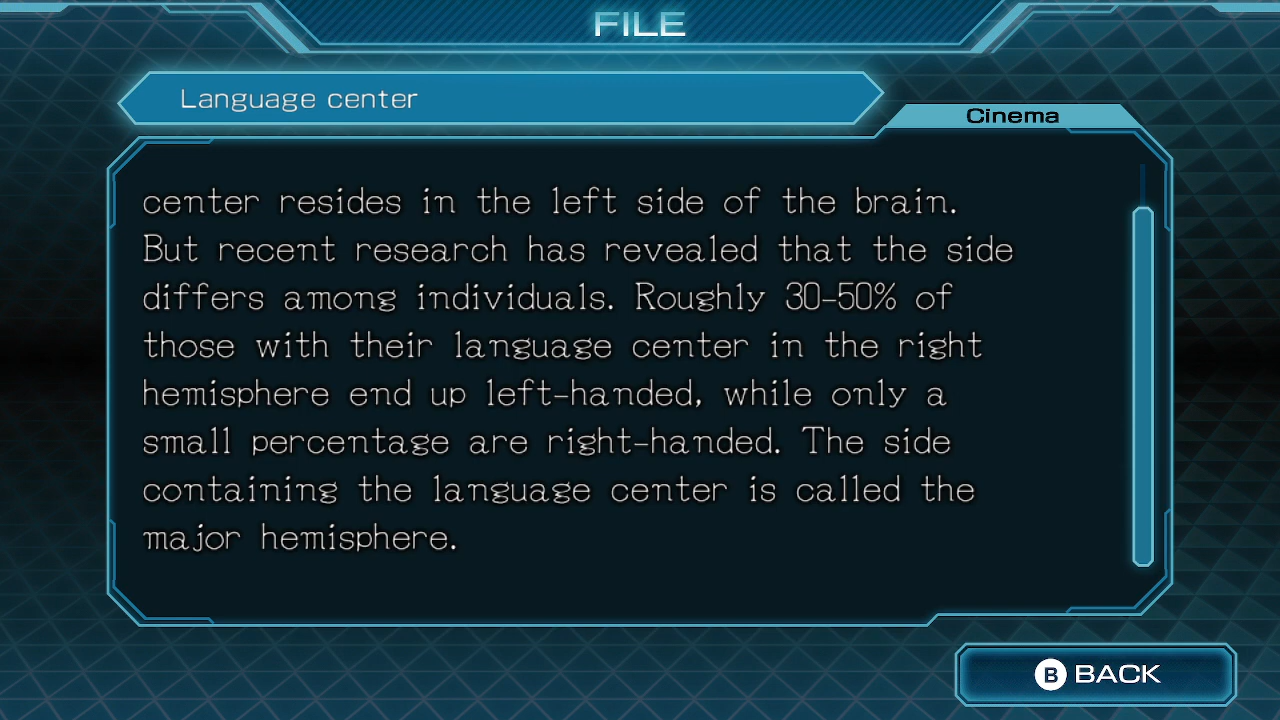 FILE
Language center
Cinema
center resides in the left side of the brain.
But recent research has revealed that the side
differs among individuals. Roughly 30-50% of
those with their language center in the right
hemisphere end up left-handed, while only a
small percentage are right-handed. The side
containing the language center is called the
major hemisphere.
B BACK